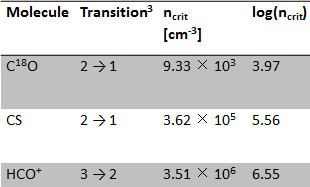 Molecule Transition³ n_crit [cm⁻³] log(n_crit)
C¹⁸O 2 → 1 9.33 × 10³ 3.97
CS 2 → 1 3.62 × 10⁵ 5.56
HCO⁺ 3 → 2 3.51 × 10⁶ 6.55